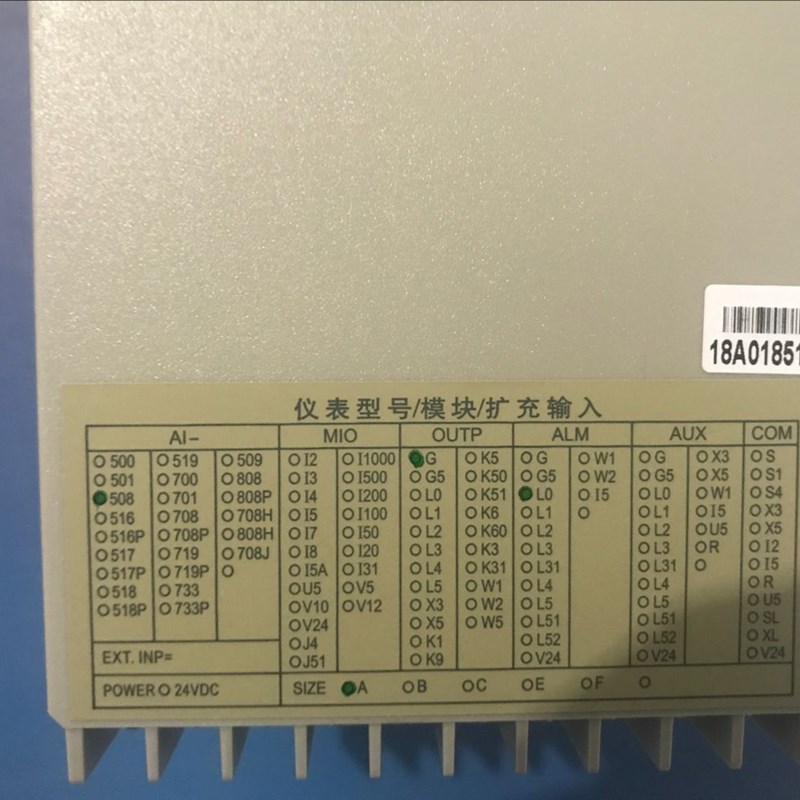 18A01851
仪表型号/模块/扩充输入
AI- MIO OUTP ALM AUX COM
500 519 509 I2 I1000 G K5 G W1 G X3 S
501 700 808 I3 I500 G5 K50 G5 W2 G5 X5 S1
508 701 808P I4 I200 L0 K51 L0 I5 L0 W1 S4
516 708 708H I5 I100 L1 K6 L1 L1 I5 X3
516P 708P 808H I7 I50 L2 K60 L2 L2 U5 X5
517 719 708J I8 I20 L3 K3 L3 L3 R I2
517P 719P I5A I31 L4 K31 L31 L31 I5
518 733 U5 V5 L5 W1 L4 L4 R
518P 733P V10 V12 X3 W2 L5 L5 U5
V24 X5 W5 L51 L51 SL
J4 K1 L52 L52 XL
EXT. INP= J51 K9 V24 V24 V24
POWER 24VDC SIZE A B C E F